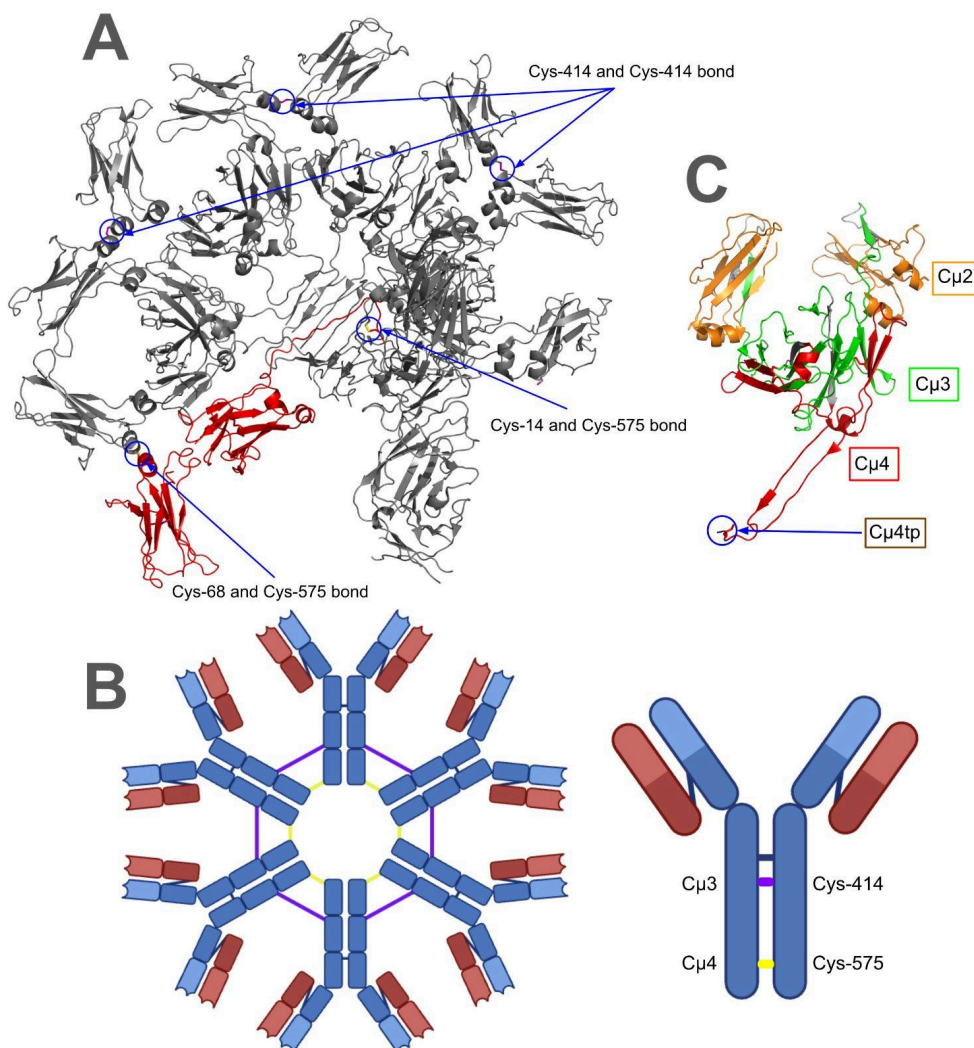 A
Cys-414 and Cys-414 bond
C
Cμ2
Cμ3
Cys-14 and Cys-575 bond
Cμ4
Cμ4tp
Cys-68 and Cys-575 bond
B
Cμ3
Cys-414
Cμ4
Cys-575